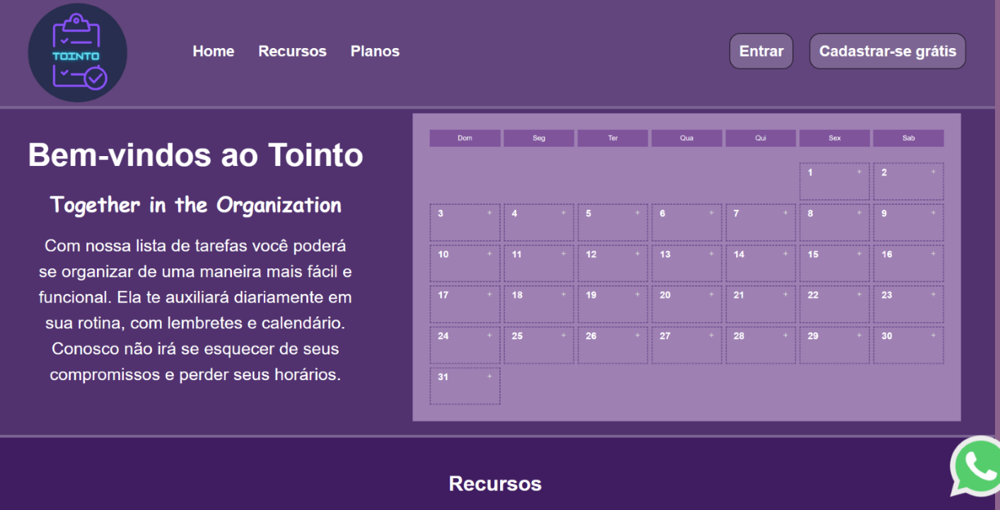 TOINTO
Home Recursos Planos
Entrar Cadastrar-se grátis
Bem-vindos ao Tointo
Together in the Organization
Com nossa lista de tarefas você poderá
se organizar de uma maneira mais fácil e
funcional. Ela te auxiliará diariamente em
sua rotina, com lembretes e calendário.
Conosco não irá se esquecer de seus
compromissos e perder seus horários.
Dom Seg Ter Qua Qui Sex Sab
1 + 2 +
3 + 4 + 5 + 6 + 7 + 8 + 9 +
10 + 11 + 12 + 13 + 14 + 15 + 16 +
17 + 18 + 19 + 20 + 21 + 22 + 23 +
24 + 25 + 26 + 27 + 28 + 29 + 30 +
31 +
Recursos